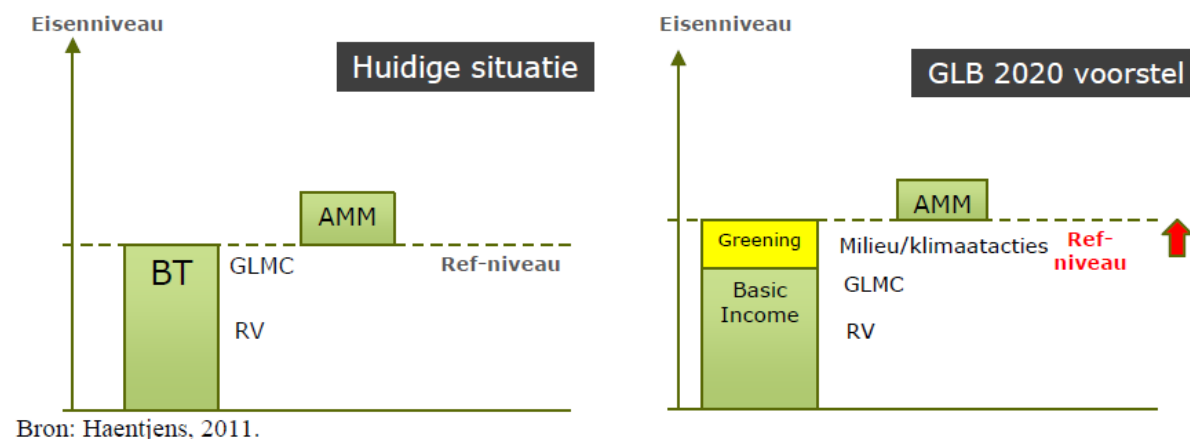 Eisenniveau
Huidige situatie
AMM
BT
GLMC
Ref-niveau
RV
Eisenniveau
GLB 2020 voorstel
AMM
Greening
Milieu/klimaatacties
Ref-
niveau
Basic
Income
GLMC
RV
Bron: Haentjens, 2011.